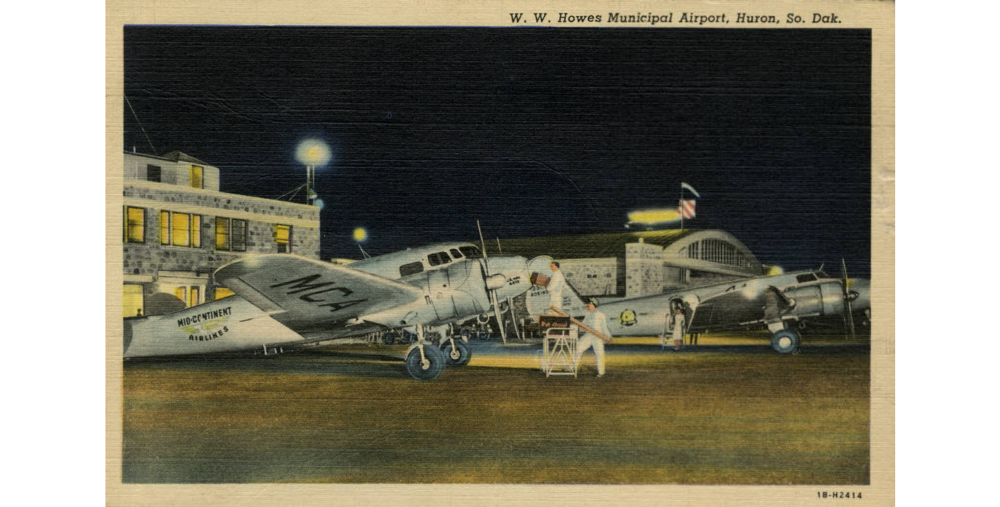 W. W. Howes Municipal Airport, Huron, So. Dak.
MCA
MID-CONTINENT
AIRLINES
BOEING
1B-H2414